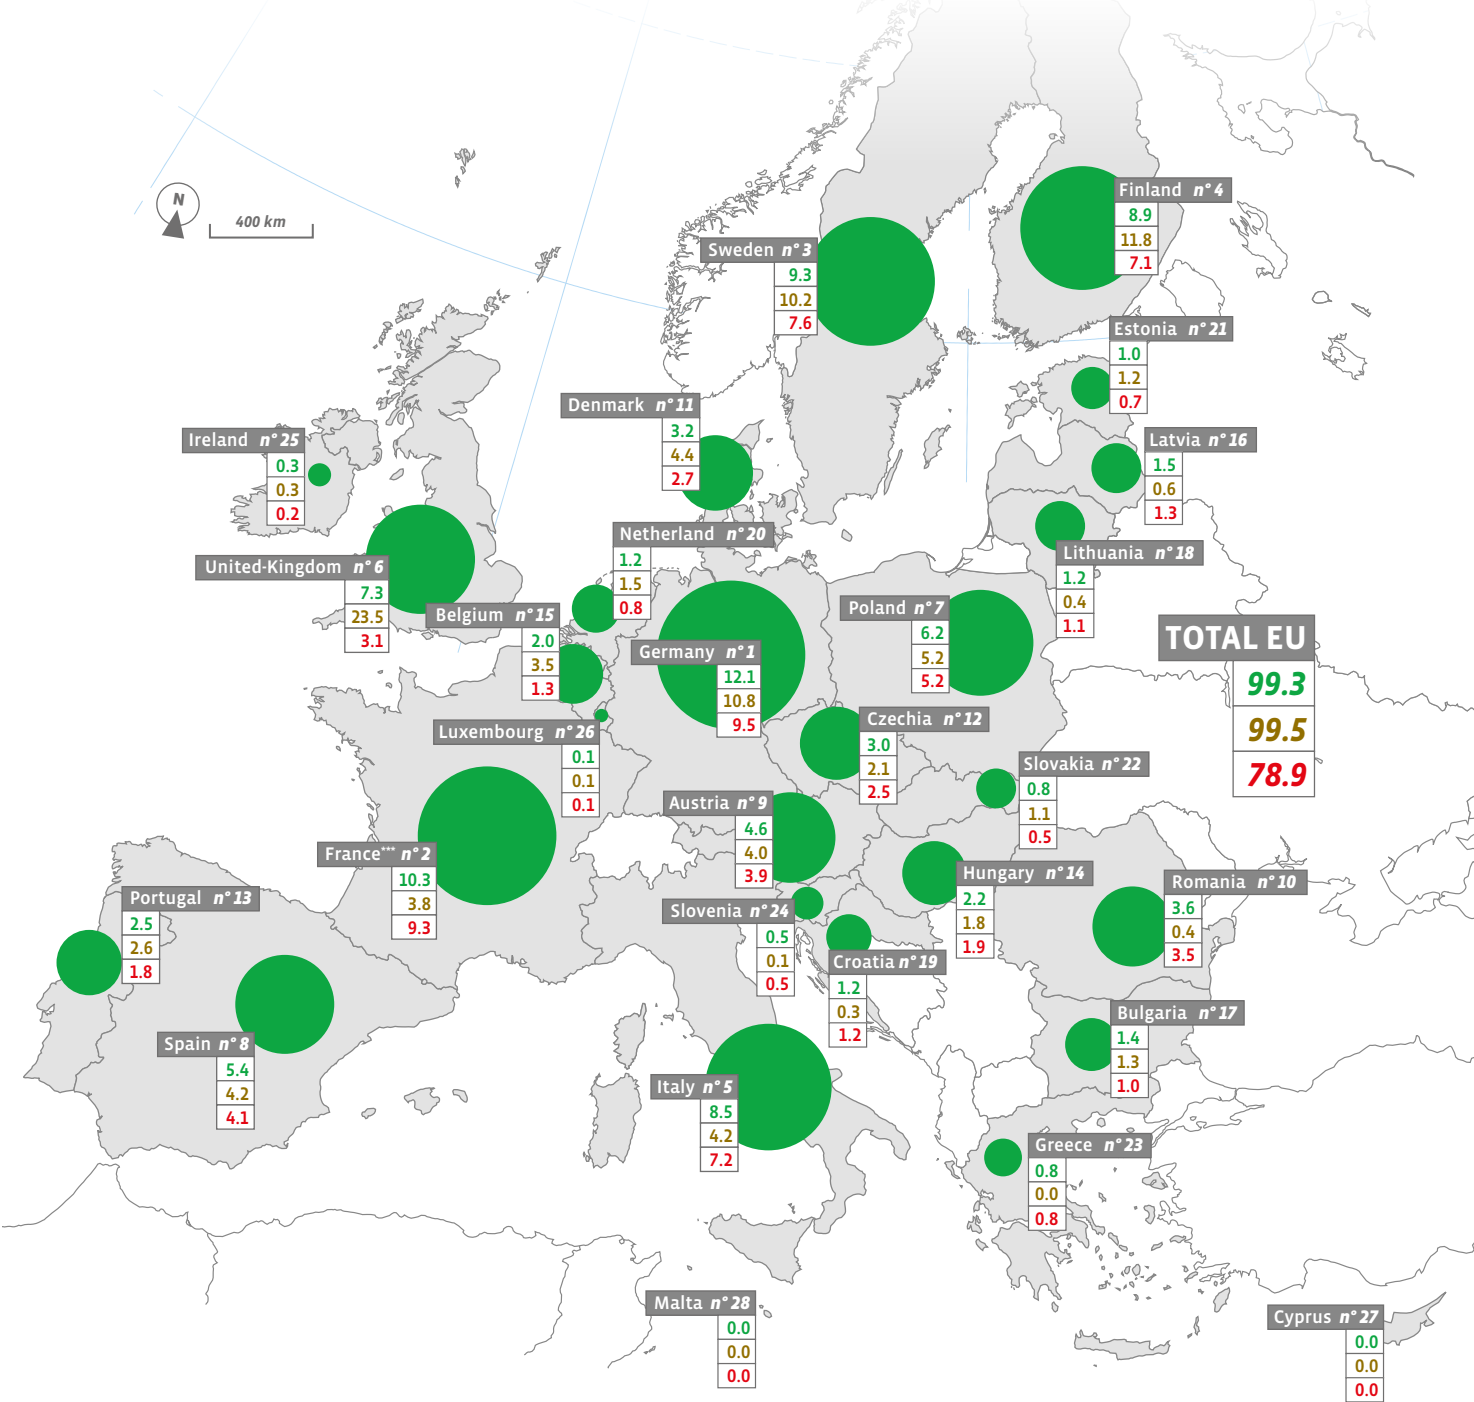 N
400 km
Finland n°4
8.9
11.8
7.1
Sweden n°3
9.3
10.2
7.6
Estonia n°21
1.0
1.2
0.7
Denmark n°11
3.2
4.4
2.7
Ireland n°25
0.3
0.3
0.2
Latvia n°16
1.5
0.6
1.3
Netherland n°20
1.2
1.5
0.8
Lithuania n°18
1.2
0.4
1.1
United-Kingdom n°6
7.3
23.5
3.1
Belgium n°15
2.0
3.5
1.3
Poland n°7
6.2
5.2
5.2
TOTAL EU
99.3
99.5
78.9
Germany n°1
12.1
10.8
9.5
Luxembourg n°26
0.1
0.1
0.1
Czechia n°12
3.0
2.1
2.5
Slovakia n°22
0.8
1.1
0.5
Austria n°9
4.6
4.0
3.9
France*** n°2
10.3
3.8
9.3
Hungary n°14
2.2
1.8
1.9
Romania n°10
3.6
0.4
3.5
Portugal n°13
2.5
2.6
1.8
Slovenia n°24
0.5
0.1
0.5
Croatia n°19
1.2
0.3
1.2
Bulgaria n°17
1.4
1.3
1.0
Spain n°8
5.4
4.2
4.1
Italy n°5
8.5
4.2
7.2
Greece n°23
0.8
0.0
0.8
Malta n°28
0.0
0.0
0.0
Cyprus n°27
0.0
0.0
0.0